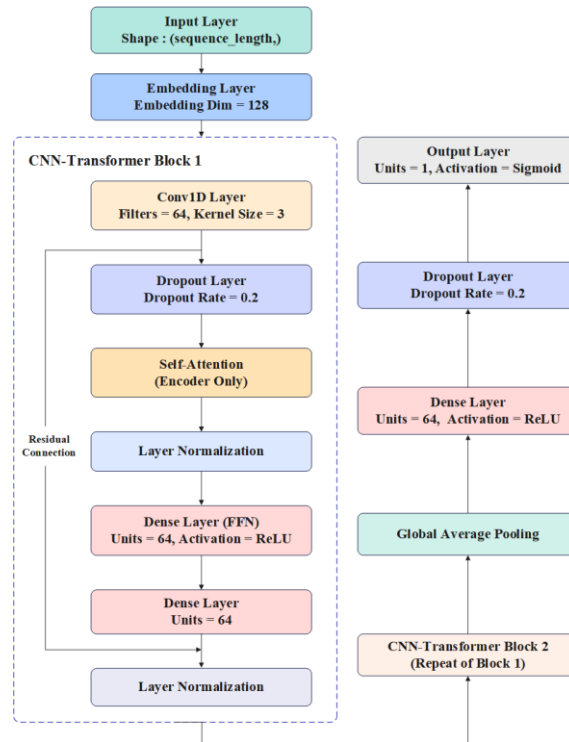 Input Layer
Shape : (sequence_length,)
Embedding Layer
Embedding Dim = 128
CNN-Transformer Block 1
Conv1D Layer
Filters = 64, Kernel Size = 3
Dropout Layer
Dropout Rate = 0.2
Self-Attention
(Encoder Only)
Residual
Connection
Layer Normalization
Dense Layer (FFN)
Units = 64, Activation = ReLU
Dense Layer
Units = 64
Layer Normalization
Output Layer
Units = 1, Activation = Sigmoid
Dropout Layer
Dropout Rate = 0.2
Dense Layer
Units = 64, Activation = ReLU
Global Average Pooling
CNN-Transformer Block 2
(Repeat of Block 1)